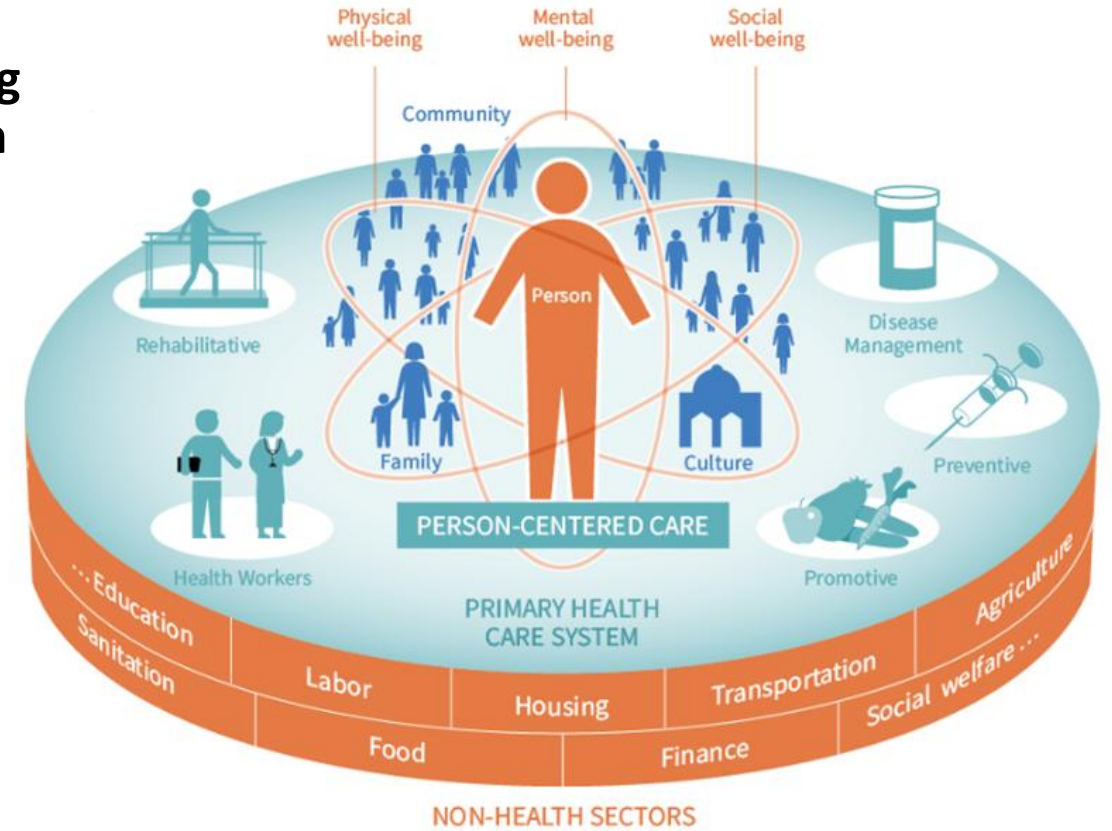 g
n
Physical
well-being
Mental
well-being
Social
well-being
Community
Person
Rehabilitative
Disease
Management
Family
Culture
Preventive
PERSON-CENTERED CARE
Health Workers
Promotive
PRIMARY HEALTH
CARE SYSTEM
...Education
Labor
Housing
Transportation
Agriculture
Sanitation
Food
Finance
Social welfare...
NON-HEALTH SECTORS